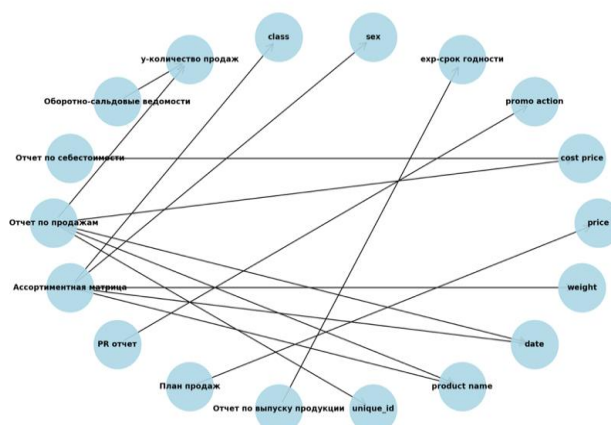 class
sex
y-количество продаж
exp-срок годности
Оборотно-сальдовые ведомости
promo action
Отчет по себестоимости
cost price
Отчет по продажам
price
Ассортиментная матрица
weight
PR отчет
date
План продаж
product name
Отчет по выпуску продукции
unique_id